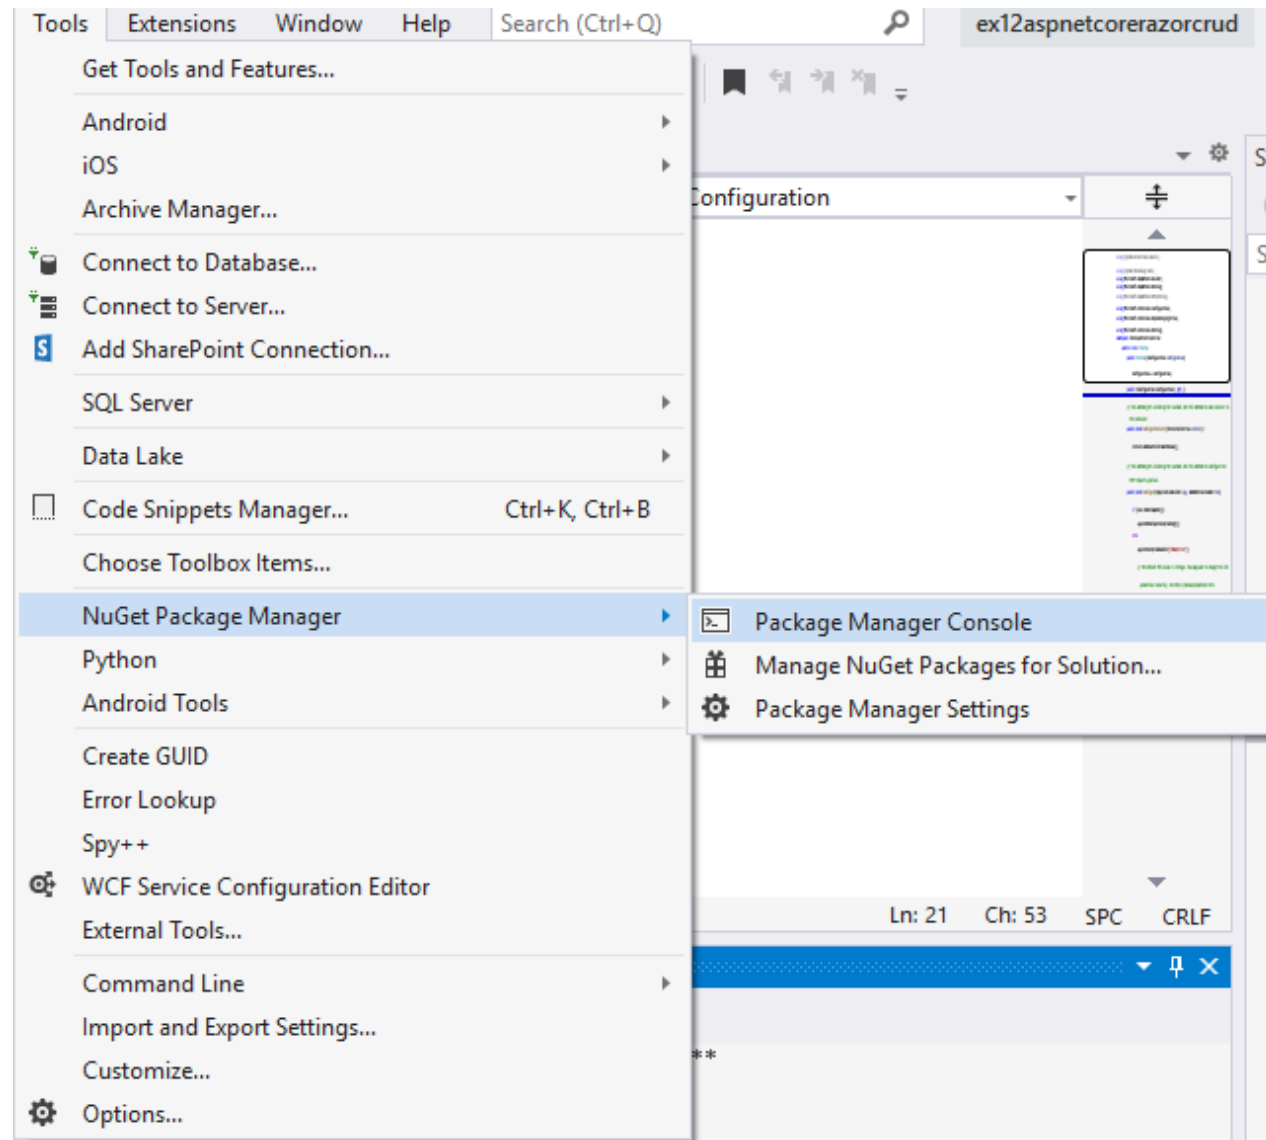 Tools Extensions Window Help Search (Ctrl+Q) ex12aspnetcorerazorcrud
Get Tools and Features...
Android
iOS
Archive Manager...
Configuration
Connect to Database...
Connect to Server...
Add SharePoint Connection...
SQL Server
Data Lake
Code Snippets Manager... Ctrl+K, Ctrl+B
Choose Toolbox Items...
NuGet Package Manager
Package Manager Console
Manage NuGet Packages for Solution...
Package Manager Settings
Python
Android Tools
Create GUID
Error Lookup
Spy++
WCF Service Configuration Editor
External Tools...
Ln: 21 Ch: 53 SPC CRLF
Command Line
Import and Export Settings...
**
Customize...
Options...